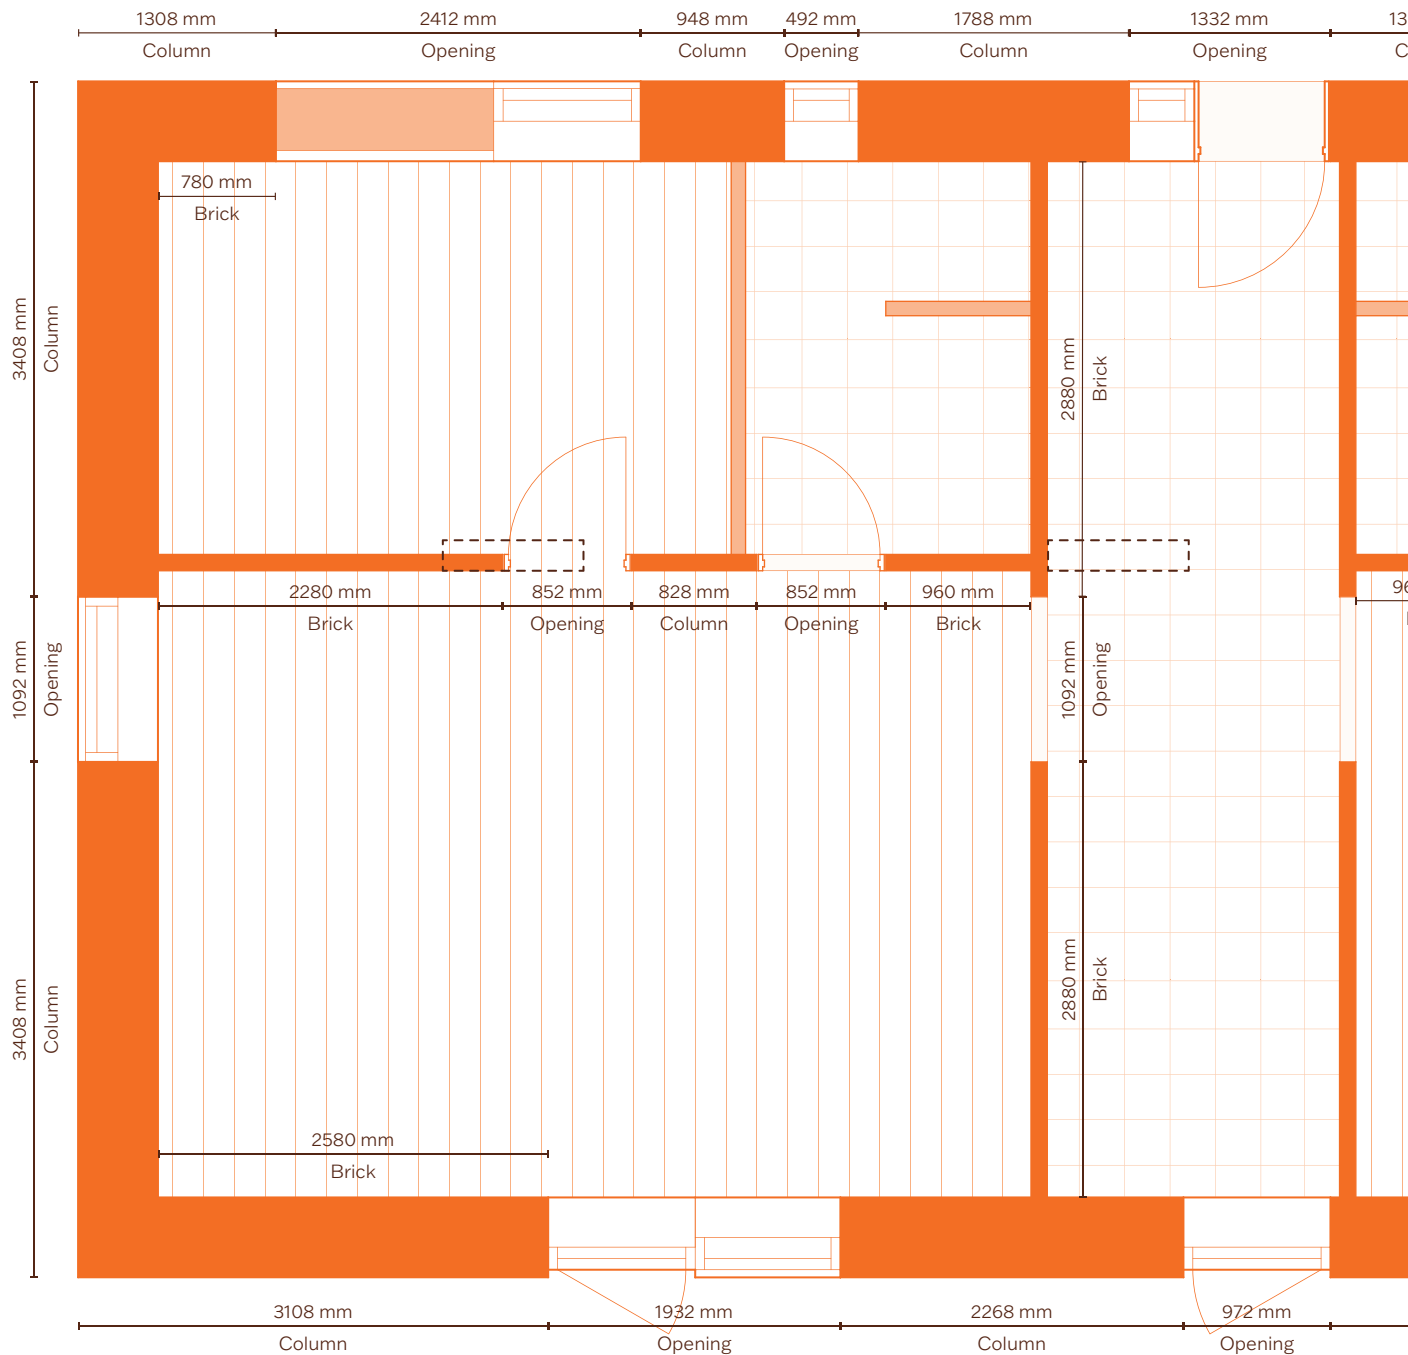 1308 mm
Column
2412 mm
Opening
948 mm
Column
492 mm
Opening
1788 mm
Column
1332 mm
Opening
780 mm
Brick
3408 mm
Column
2880 mm
Brick
2280 mm
Brick
852 mm
Opening
828 mm
Column
852 mm
Opening
960 mm
Brick
1092 mm
Opening
1092 mm
Opening
3408 mm
Column
2880 mm
Brick
2580 mm
Brick
3108 mm
Column
1932 mm
Opening
2268 mm
Column
972 mm
Opening